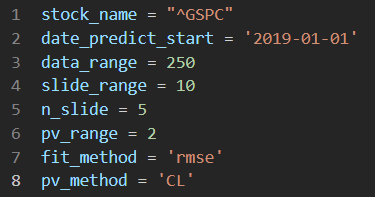 1 stock_name = "^GSPC"
2 date_predict_start = '2019-01-01'
3 data_range = 250
4 slide_range = 10
5 n_slide = 5
6 pv_range = 2
7 fit_method = 'rmse'
8 pv_method = 'CL'